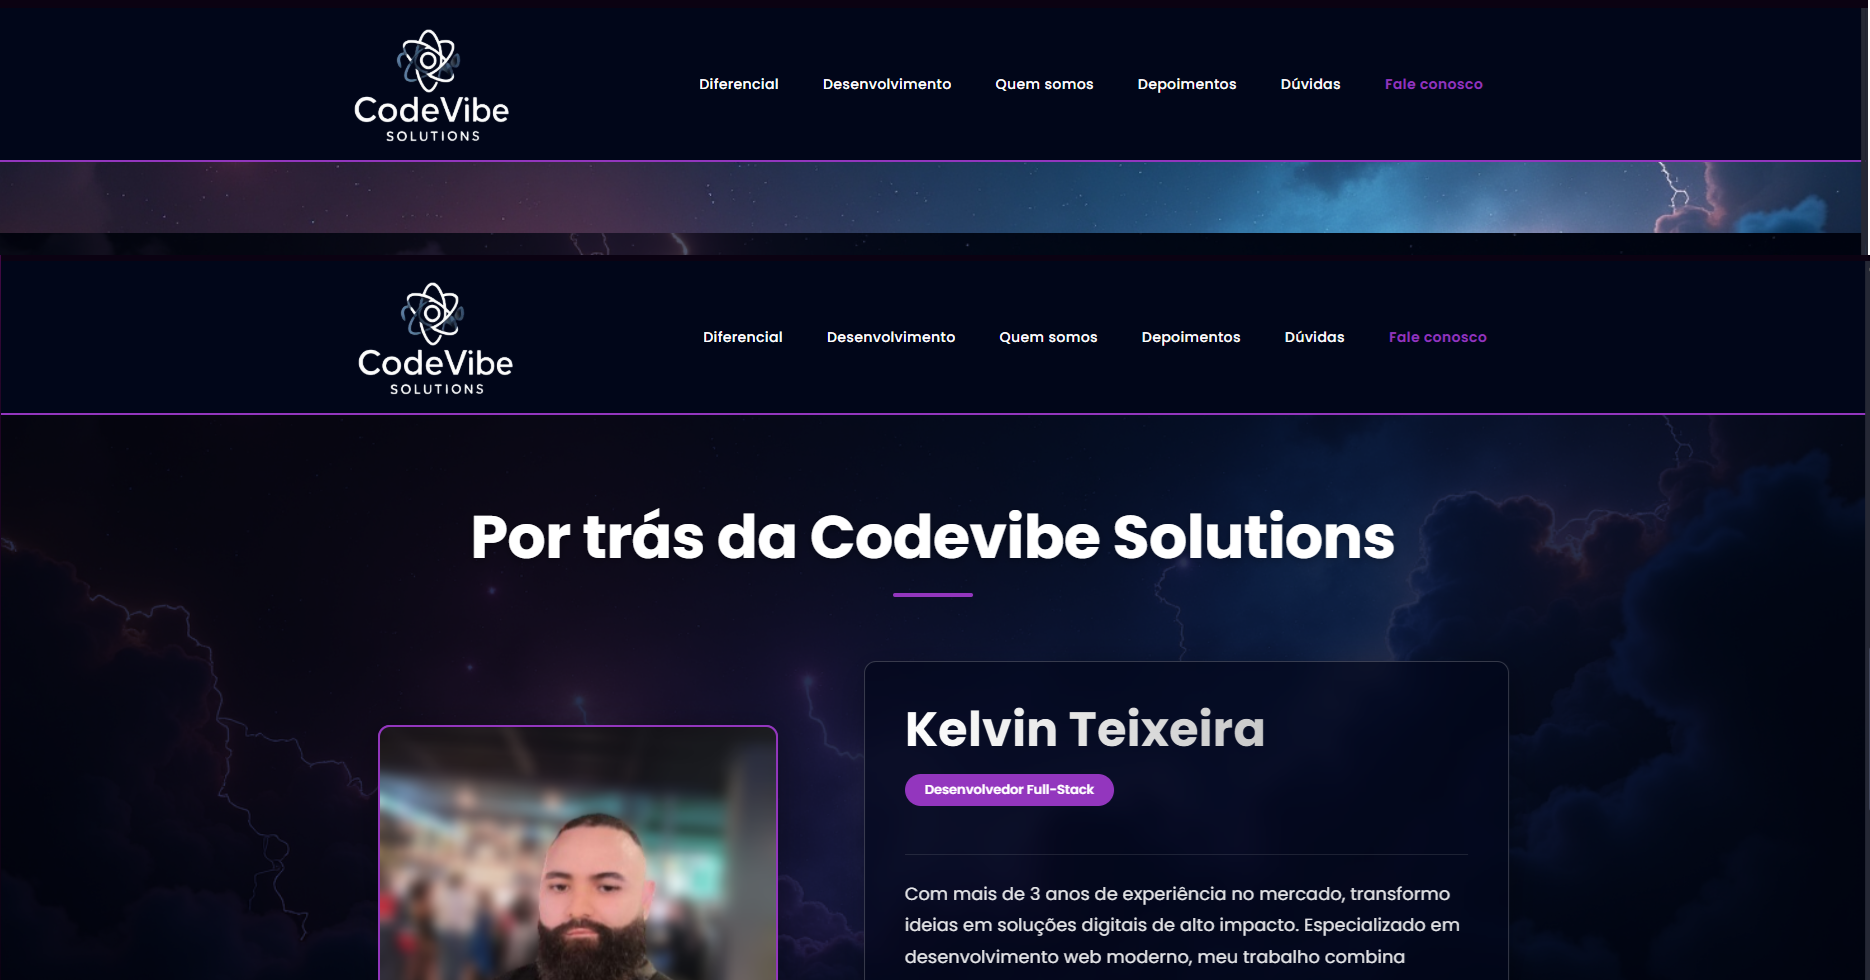 CodeVibe
SOLUTIONS
Diferencial Desenvolvimento Quem somos Depoimentos Dúvidas Fale conosco
CodeVibe
SOLUTIONS
Diferencial Desenvolvimento Quem somos Depoimentos Dúvidas Fale conosco
Por trás da Codevibe Solutions
Kelvin Teixeira
Desenvolvedor Full-Stack
Com mais de 3 anos de experiência no mercado, transformo
ideias em soluções digitais de alto impacto. Especializado em
desenvolvimento web moderno, meu trabalho combina